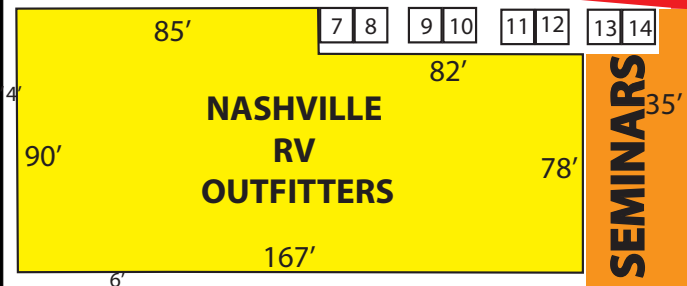 85′ 7 8 9 10 11 12 13 14
82′
4′
NASHVILLE
RV
OUTFITTERS
90′
78′
167′
6′
SEMINARS
35′